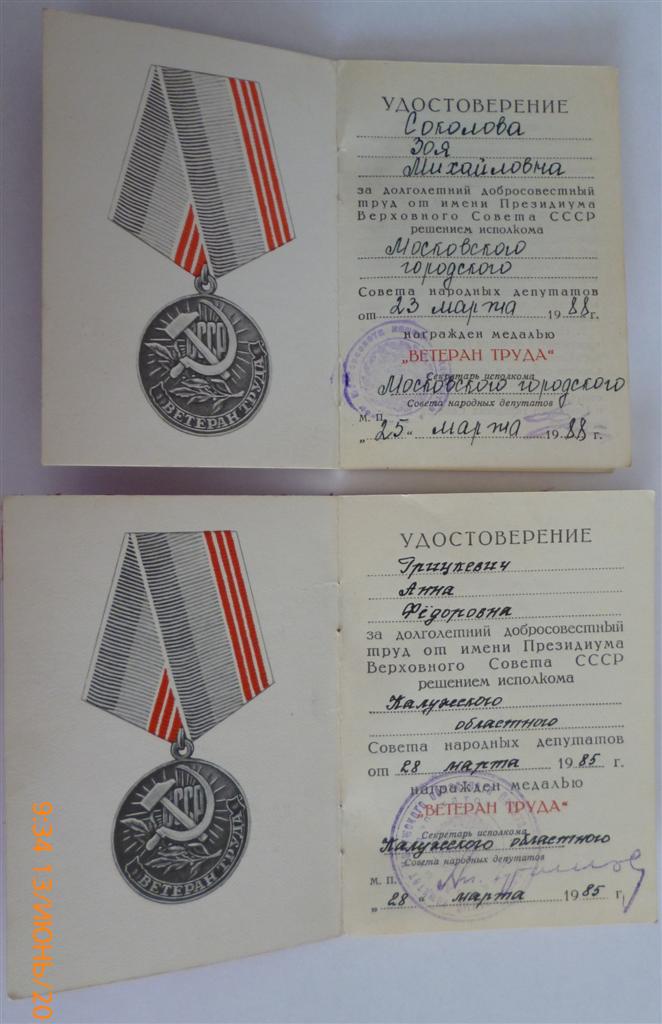 СССР
ВЕТЕРАН ТРУДА
УДОСТОВЕРЕНИЕ
Соколова
Зоя
Михайловна
за долголетний добросовестный
труд от имени Президиума
Верховного Совета СССР
решением исполкома
Московского
городского
Совета народных депутатов
от 23 марта 1988 г.
награжден медалью
„ВЕТЕРАН ТРУДА“
Секретарь исполкома
Московского городского
Совета народных депутатов
М. П.
„25“ марта 1988 г.
СССР
ВЕТЕРАН ТРУДА
УДОСТОВЕРЕНИЕ
Грицкевич
Анна
Фёдоровна
за долголетний добросовестный
труд от имени Президиума
Верховного Совета СССР
решением исполкома
Калужского
областного
Совета народных депутатов
от 28 марта 1985 г.
награжден медалью
“ВЕТЕРАН ТРУДА“
Секретарь исполкома
Калужского областного
Совета народных депутатов
М. П.
„28“ марта 1985 г.
9:34 13/ИЮНЬ/20